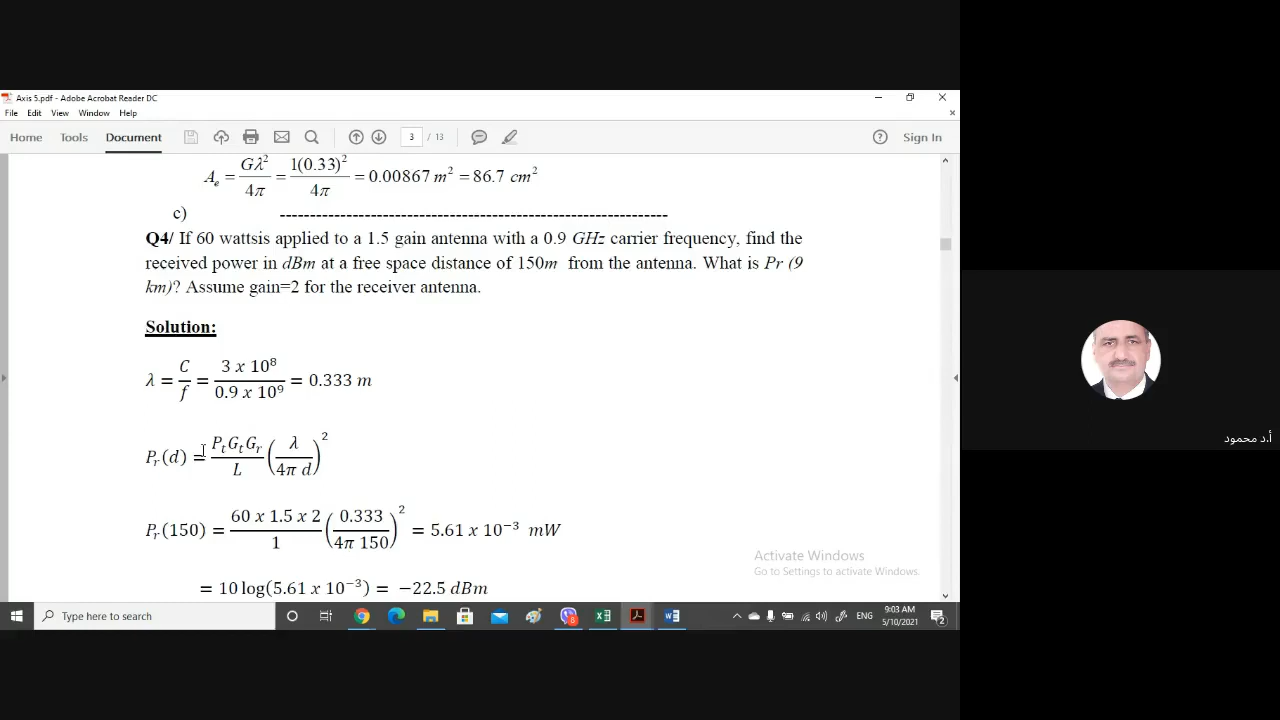 Axis 5.pdf - Adobe Acrobat Reader DC
File Edit View Window Help
Home Tools Document 3 / 13 Sign In
A_e = Gλ²/4π = 1(0.33)²/4π = 0.00867 m² = 86.7 cm²
c) ----------------------------------------------------------------
Q4/ If 60 wattsis applied to a 1.5 gain antenna with a 0.9 GHz carrier frequency, find the
received power in dBm at a free space distance of 150m from the antenna. What is Pr (9
km)? Assume gain=2 for the receiver antenna.
Solution:
λ = C/f = 3 x 10⁸/0.9 x 10⁹ = 0.333 m
P_r(d) = P_tG_tG_r/L (λ/4π d)²
P_r(150) = 60 x 1.5 x 2/1 (0.333/4π 150)² = 5.61 x 10⁻³ mW
= 10 log(5.61 x 10⁻³) = −22.5 dBm
Activate Windows
Go to Settings to activate Windows.
Type here to search
ENG
9:03 AM
5/10/2021
2
أ.د محمود